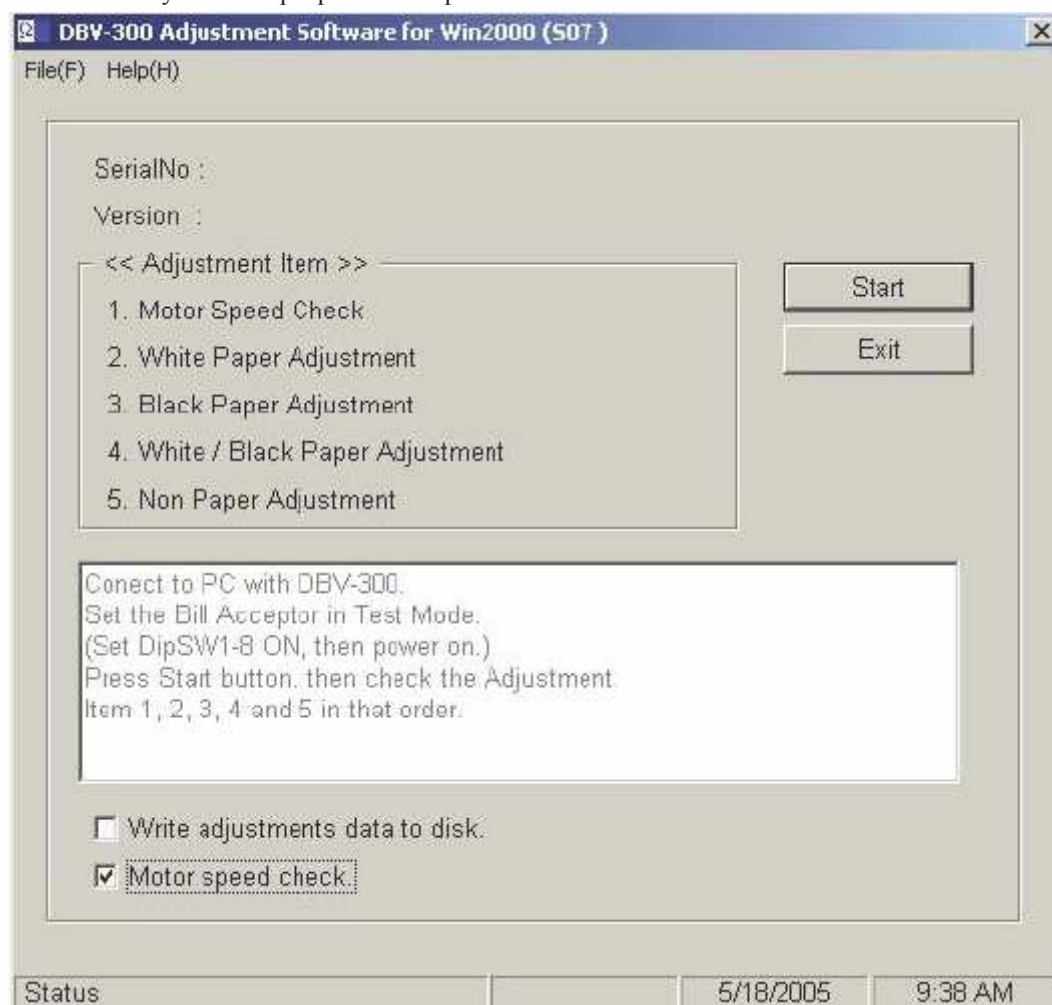 DBV-300 Adjustment Software for Win2000 (S07 )
File(F) Help(H)
SerialNo :
Version :
<< Adjustment Item >>
1. Motor Speed Check
2. White Paper Adjustment
3. Black Paper Adjustment
4. White / Black Paper Adjustment
5. Non Paper Adjustment
Start
Exit
Conect to PC with DBV-300.
Set the Bill Acceptor in Test Mode.
(Set DipSW1-8 ON, then power on.)
Press Start button, then check the Adjustment
Item 1, 2, 3, 4 and 5 in that order.
Write adjustments data to disk.
Motor speed check.
Status 5/18/2005 9:38 AM